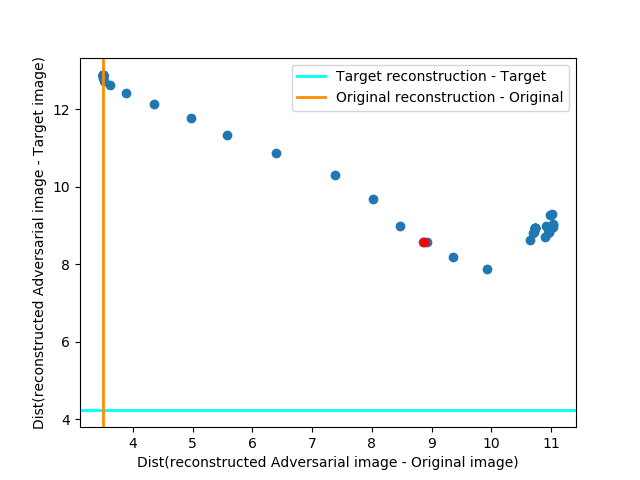 Target reconstruction - Target
Original reconstruction - Original
Dist(reconstructed Adversarial image - Target image)
12
10
8
6
4
4 5 6 7 8 9 10 11
Dist(reconstructed Adversarial image - Original image)